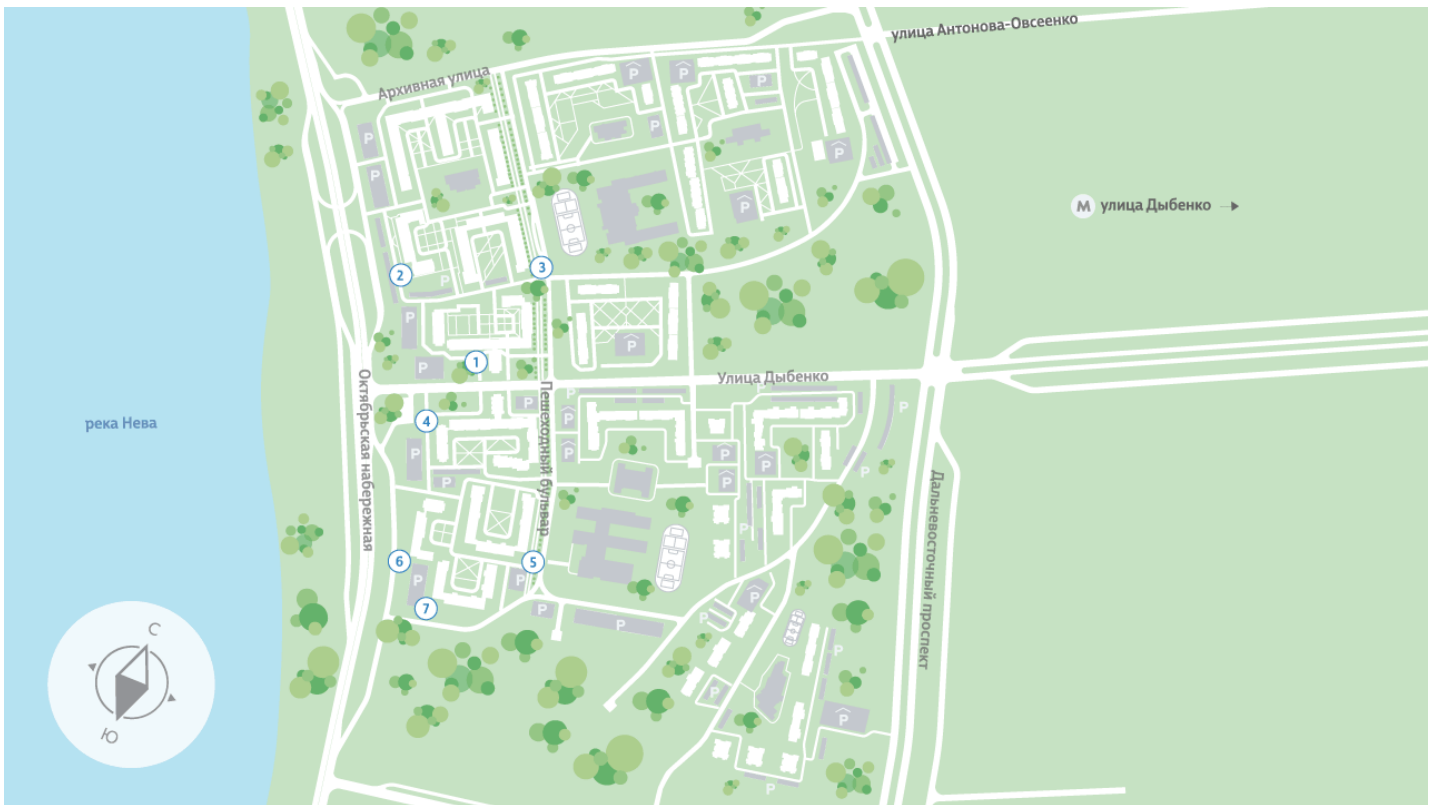 улица Антонова-Овсеенко
Архивная улица
P
P
P
P
P
P
P
P
P
М улица Дыбенко
2
3
P
1
P
P
P
Улица Дыбенко
Октябрьская набережная
Пешеходный бульвар
река Нева
4
P
P
P
P
P
P
P
P
P
P
P
P
Дальневосточный проспект
6
5
P
P
7
P
P
P
P
P
P
P
P
С
Ю